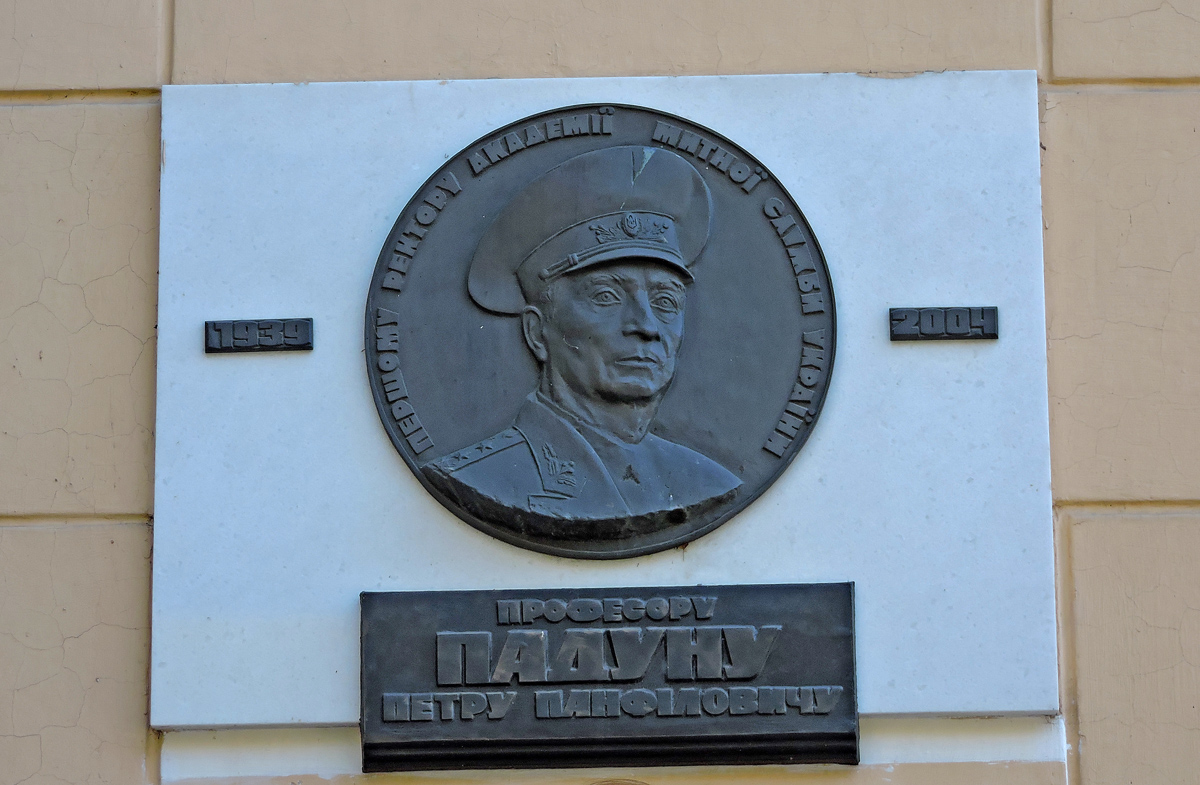 ПЕРШОМУ РЕКТОРУ АКАДЕМІЇ МИТНОЇ СЛУЖБИ УКРАЇНИ
1939
2004
ПРОФЕСОРУ
ПАДУНУ
ПЕТРУ ПАНФІЛОВИЧУ